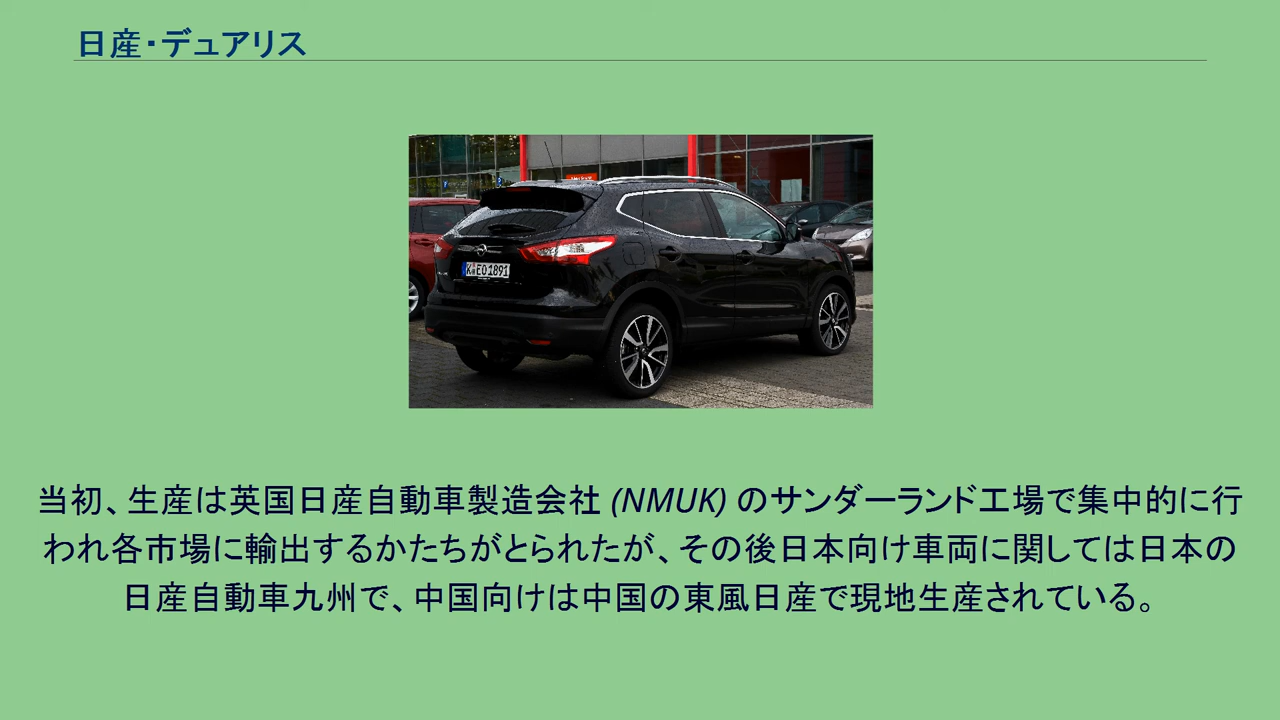 日産・デュアリス
K EO1891
当初、生産は英国日産自動車製造会社 (NMUK) のサンダーランド工場で集中的に行
われ各市場に輸出するかたちがとられたが、その後日本向け車両に関しては日本の
日産自動車九州で、中国向けは中国の東風日産で現地生産されている。